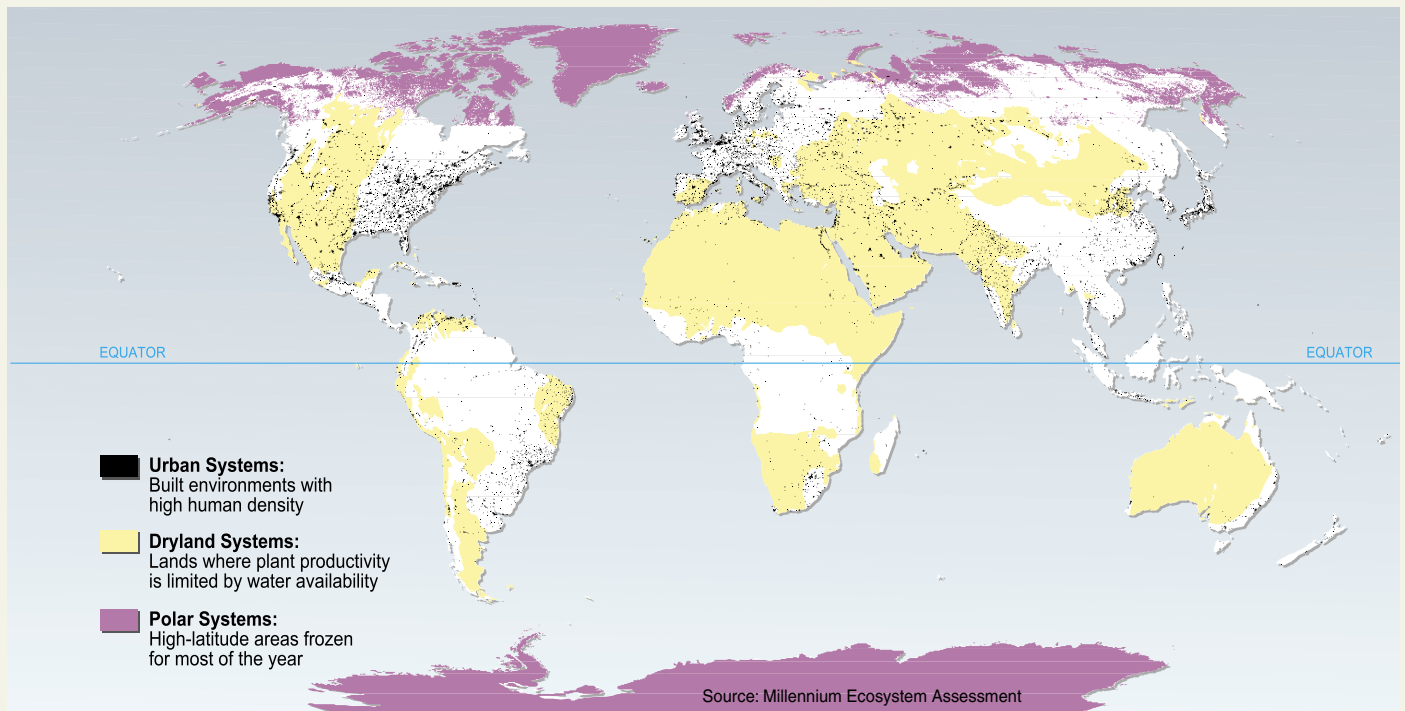 EQUATOR
EQUATOR
Urban Systems:
Built environments with
high human density
Dryland Systems:
Lands where plant productivity
is limited by water availability
Polar Systems:
High-latitude areas frozen
for most of the year
Source: Millennium Ecosystem Assessment